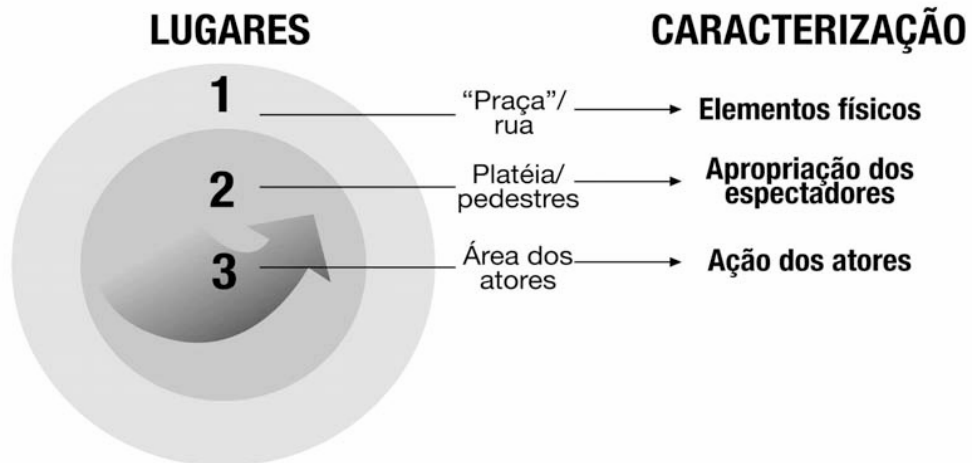 LUGARES
CARACTERIZAÇÃO
1
“Praça”/
rua
Elementos físicos
2
Platéia/
pedestres
Apropriação dos
espectadores
3
Área dos
atores
Ação dos atores